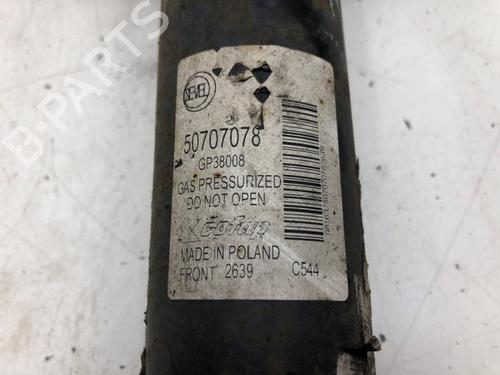 B-PARTS
SEVEL
50707078
GP38008
GAS PRESSURIZED
DO NOT OPEN
MADE IN POLAND
FRONT 2639 C544